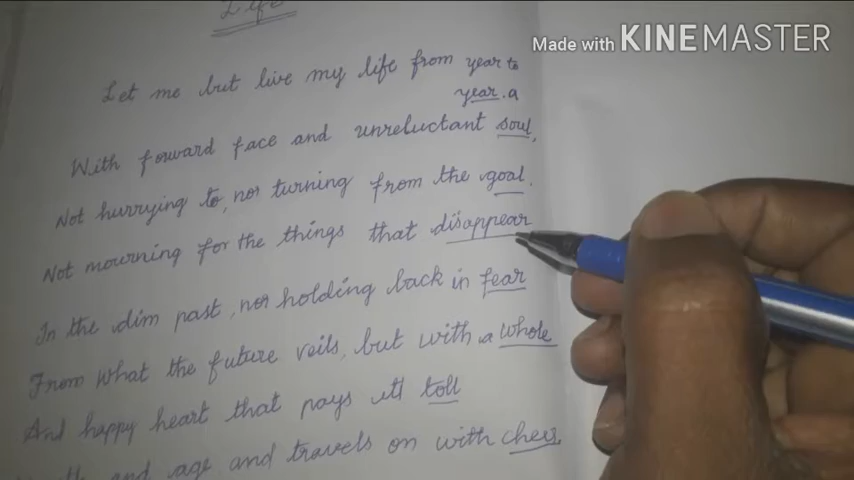 Life
Made with KINEMASTER
Let me but live my life from year to
year. a
With forward face and unreluctant soul,
Not hurrying to, nor turning from the goal.
Not mourning for the things that disappear
In the dim past, nor holding back in fear
From what the future veils, but with a whole
And happy heart that pays it toll
and age and travels on with cheer,